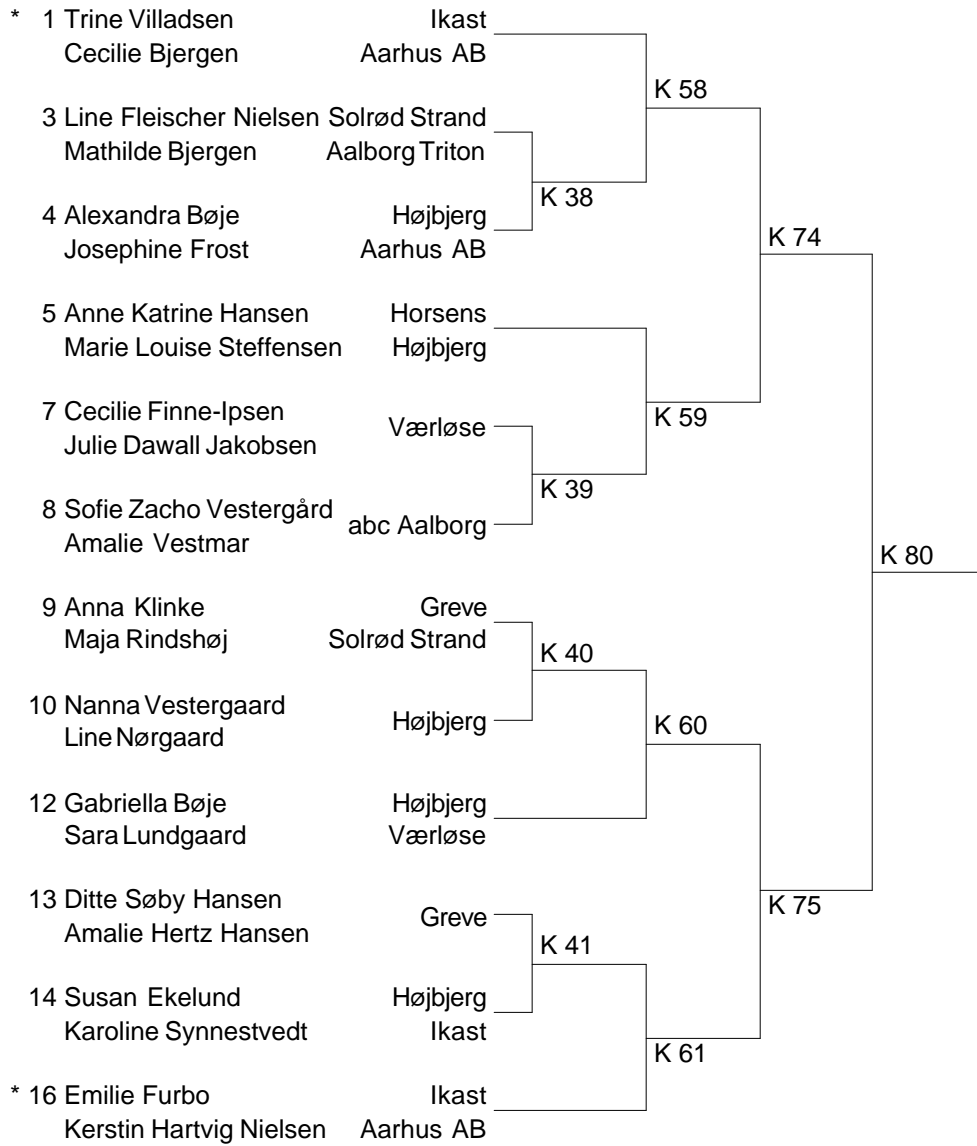 * 1 Trine Villadsen Ikast
Cecilie Bjergen Aarhus AB
K 58
3 Line Fleischer Nielsen Solrød Strand
Mathilde Bjergen Aalborg Triton
K 38
4 Alexandra Bøje Højbjerg
Josephine Frost Aarhus AB
K 74
5 Anne Katrine Hansen Horsens
Marie Louise Steffensen Højbjerg
7 Cecilie Finne-Ipsen
Værløse
K 59
Julie Dawall Jakobsen
K 39
8 Sofie Zacho Vestergård
abc Aalborg
Amalie Vestmar
K 80
9 Anna Klinke Greve
Maja Rindshøj Solrød Strand
K 40
10 Nanna Vestergaard
Højbjerg
K 60
Line Nørgaard
12 Gabriella Bøje Højbjerg
Sara Lundgaard Værløse
13 Ditte Søby Hansen
Greve
K 75
Amalie Hertz Hansen
K 41
14 Susan Ekelund Højbjerg
Karoline Synnestvedt Ikast
K 61
* 16 Emilie Furbo Ikast
Kerstin Hartvig Nielsen Aarhus AB